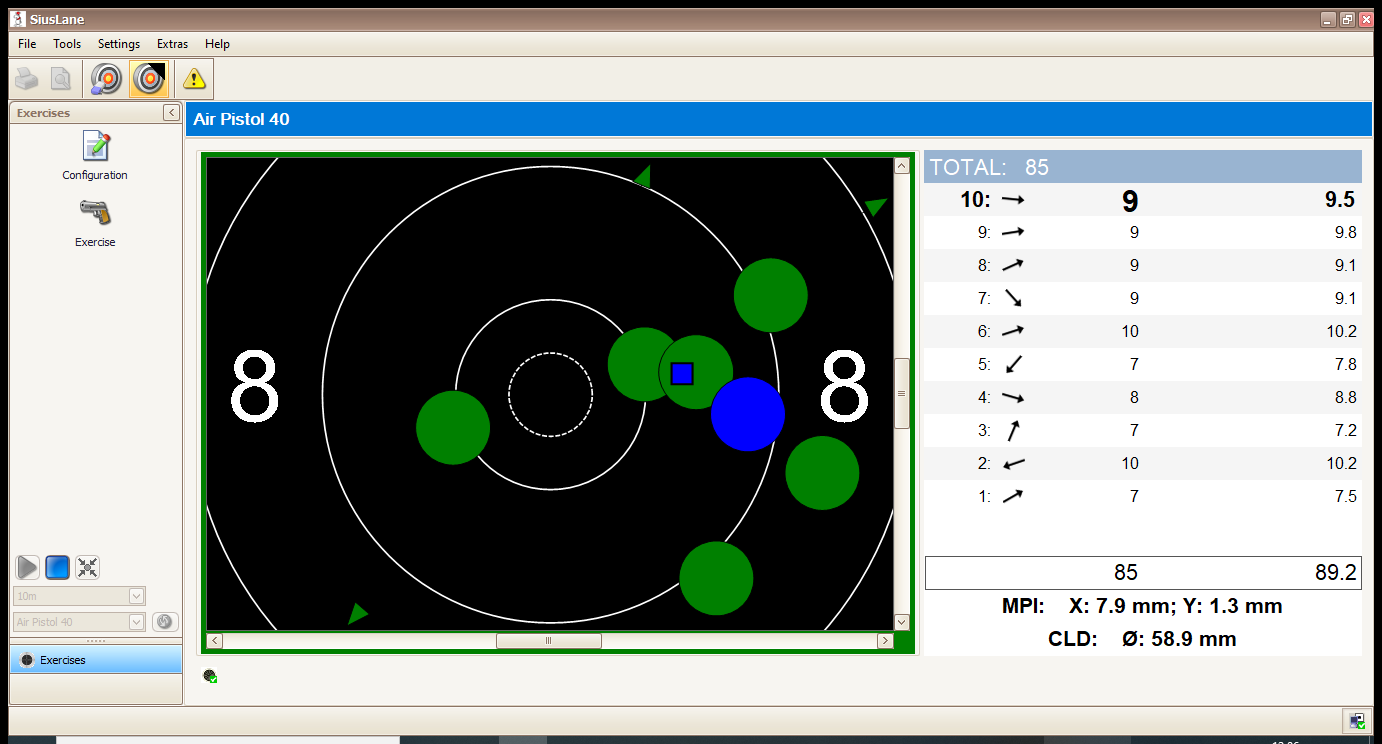 SiusLane
File Tools Settings Extras Help
Exercises
Configuration
Exercise
10m
Air Pistol 40
Exercises
Air Pistol 40
8 8
TOTAL: 85
10: 9 9.5
9: 9 9.8
8: 9 9.1
7: 9 9.1
6: 10 10.2
5: 7 7.8
4: 8 8.8
3: 7 7.2
2: 10 10.2
1: 7 7.5
85 89.2
MPI: X: 7.9 mm; Y: 1.3 mm
CLD: Ø: 58.9 mm